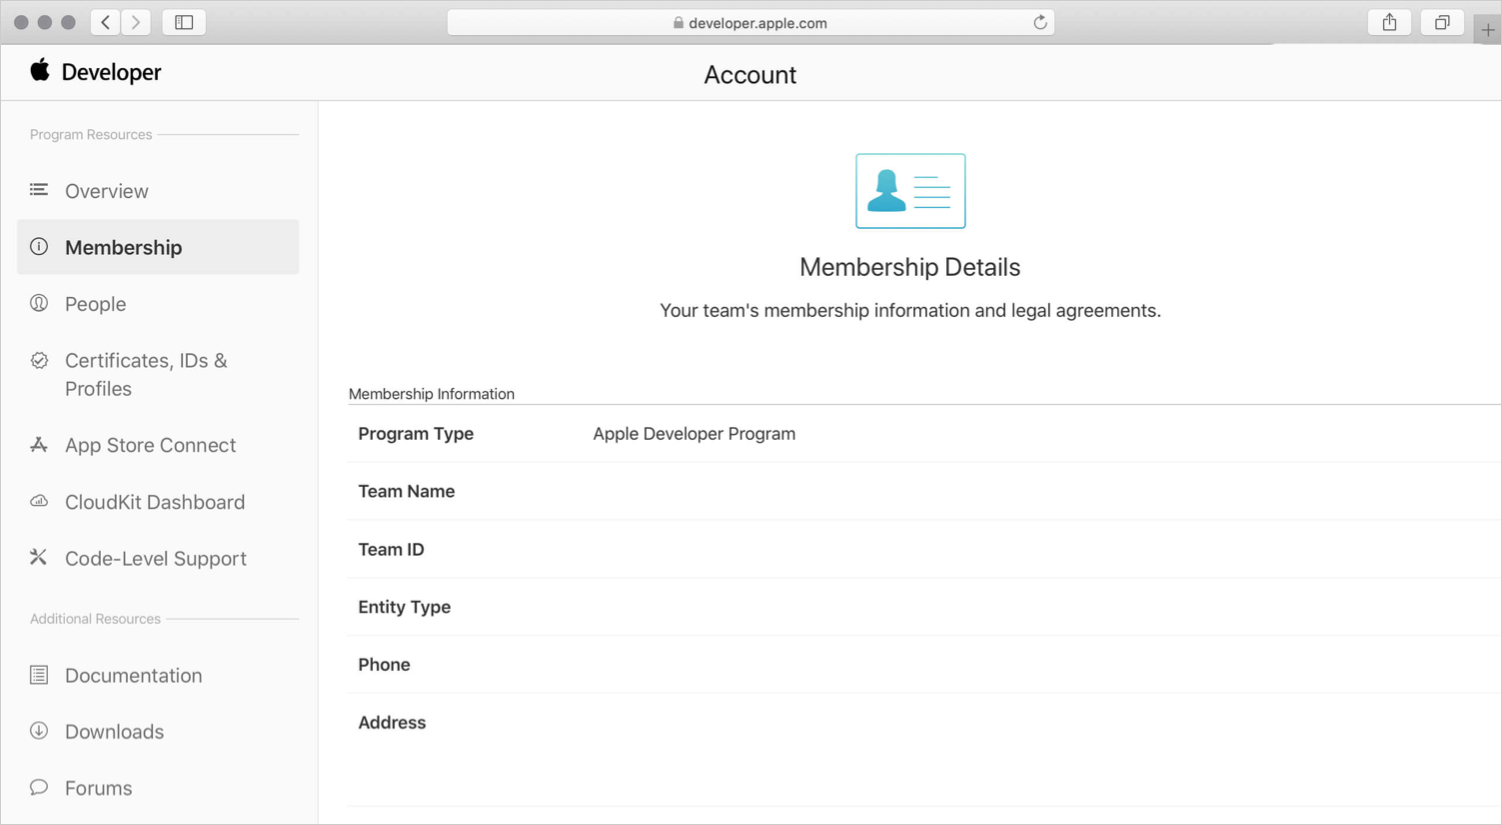 developer.apple.com
Developer
Account
Program Resources
Overview
Membership
People
Certificates, IDs &
Profiles
App Store Connect
CloudKit Dashboard
Code-Level Support
Additional Resources
Documentation
Downloads
Forums
Membership Details
Your team's membership information and legal agreements.
Membership Information
Program Type Apple Developer Program
Team Name
Team ID
Entity Type
Phone
Address